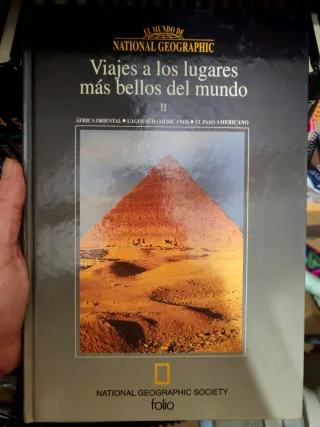 EL MUNDO DE
NATIONAL GEOGRAPHIC
Viajes a los lugares
más bellos del mundo
II
ÁFRICA ORIENTAL • LAGOS SUDAMERICANOS • EL PASO AMERICANO
NATIONAL GEOGRAPHIC SOCIETY
folio